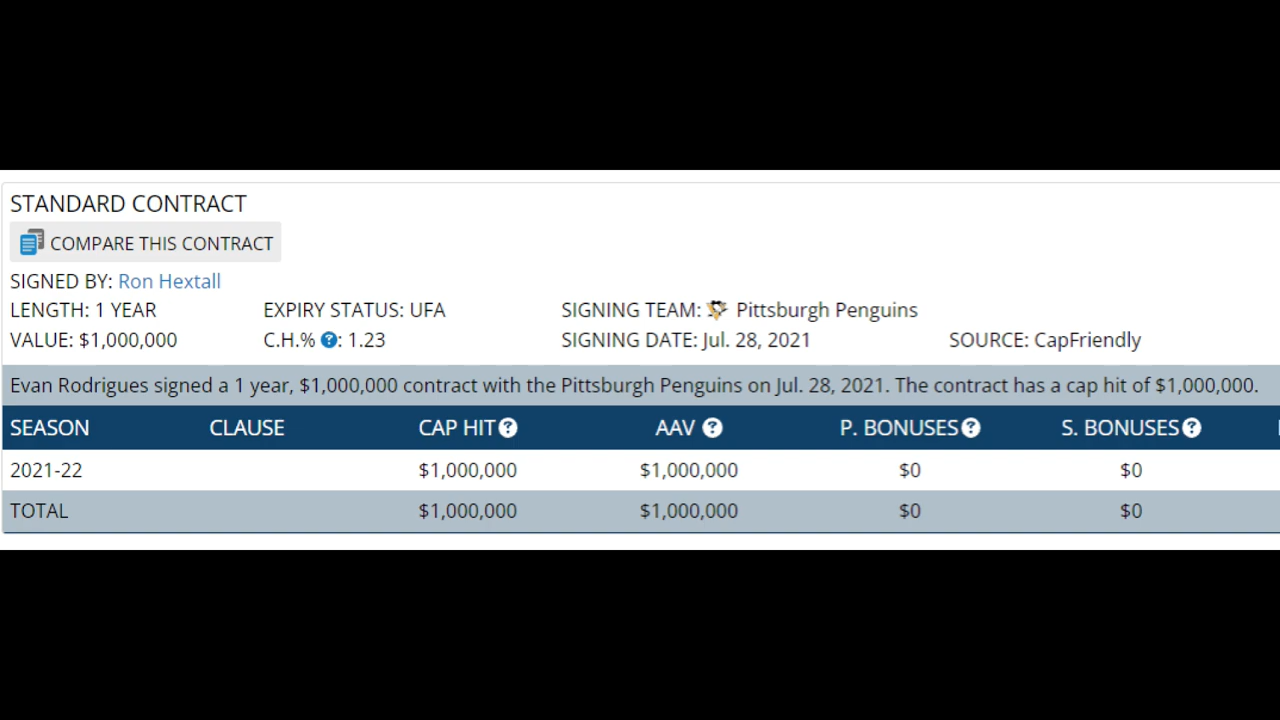 STANDARD CONTRACT
COMPARE THIS CONTRACT
SIGNED BY: Ron Hextall
LENGTH: 1 YEAR EXPIRY STATUS: UFA SIGNING TEAM: Pittsburgh Penguins
VALUE: $1,000,000 C.H.% ?: 1.23 SIGNING DATE: Jul. 28, 2021 SOURCE: CapFriendly
Evan Rodrigues signed a 1 year, $1,000,000 contract with the Pittsburgh Penguins on Jul. 28, 2021. The contract has a cap hit of $1,000,000.
SEASON CLAUSE CAP HIT ? AAV ? P. BONUSES ? S. BONUSES ?
2021-22 $1,000,000 $1,000,000 $0 $0
TOTAL $1,000,000 $1,000,000 $0 $0